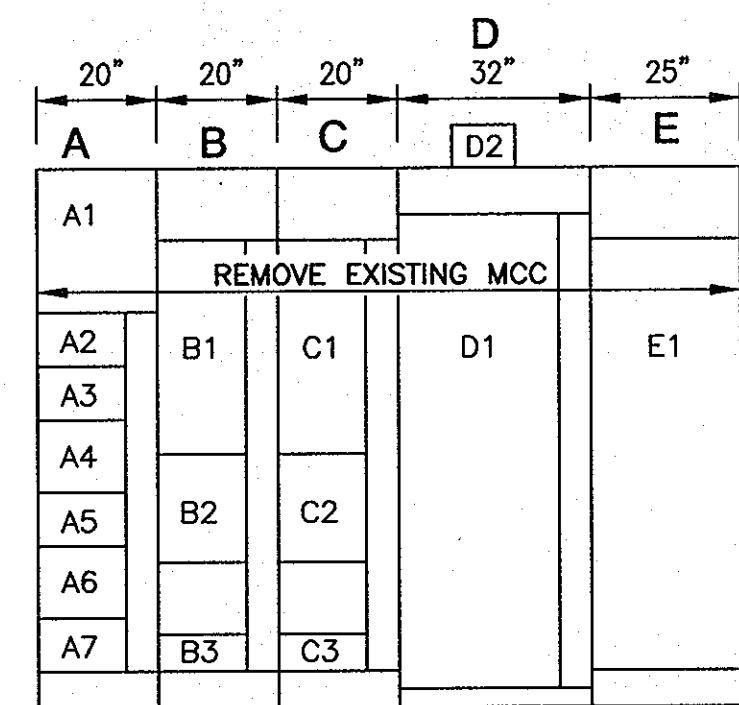 D
20" 20" 20" 32" 25"
A B C E
D2
A1
REMOVE EXISTING MCC
A2 B1 C1 D1 E1
A3
A4
A5 B2 C2
A6
A7 B3 C3